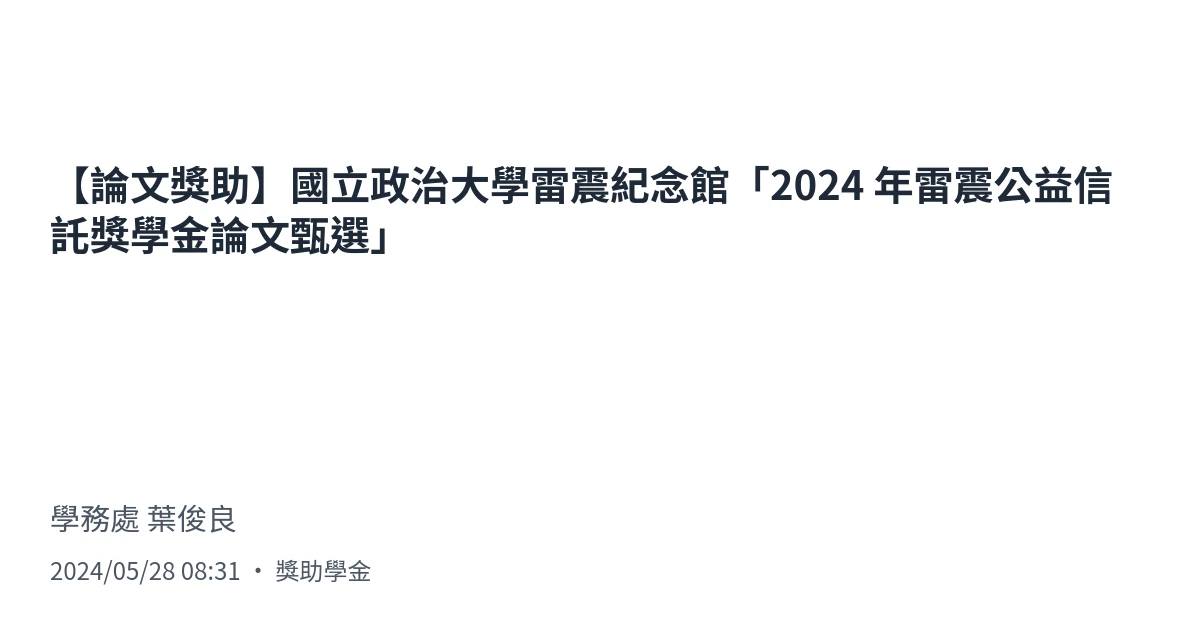 【論文獎助】國立政治大學雷震紀念館「2024 年雷震公益信
託獎學金論文甄選」
學務處 葉俊良
2024/05/28 08:31 · 獎助學金